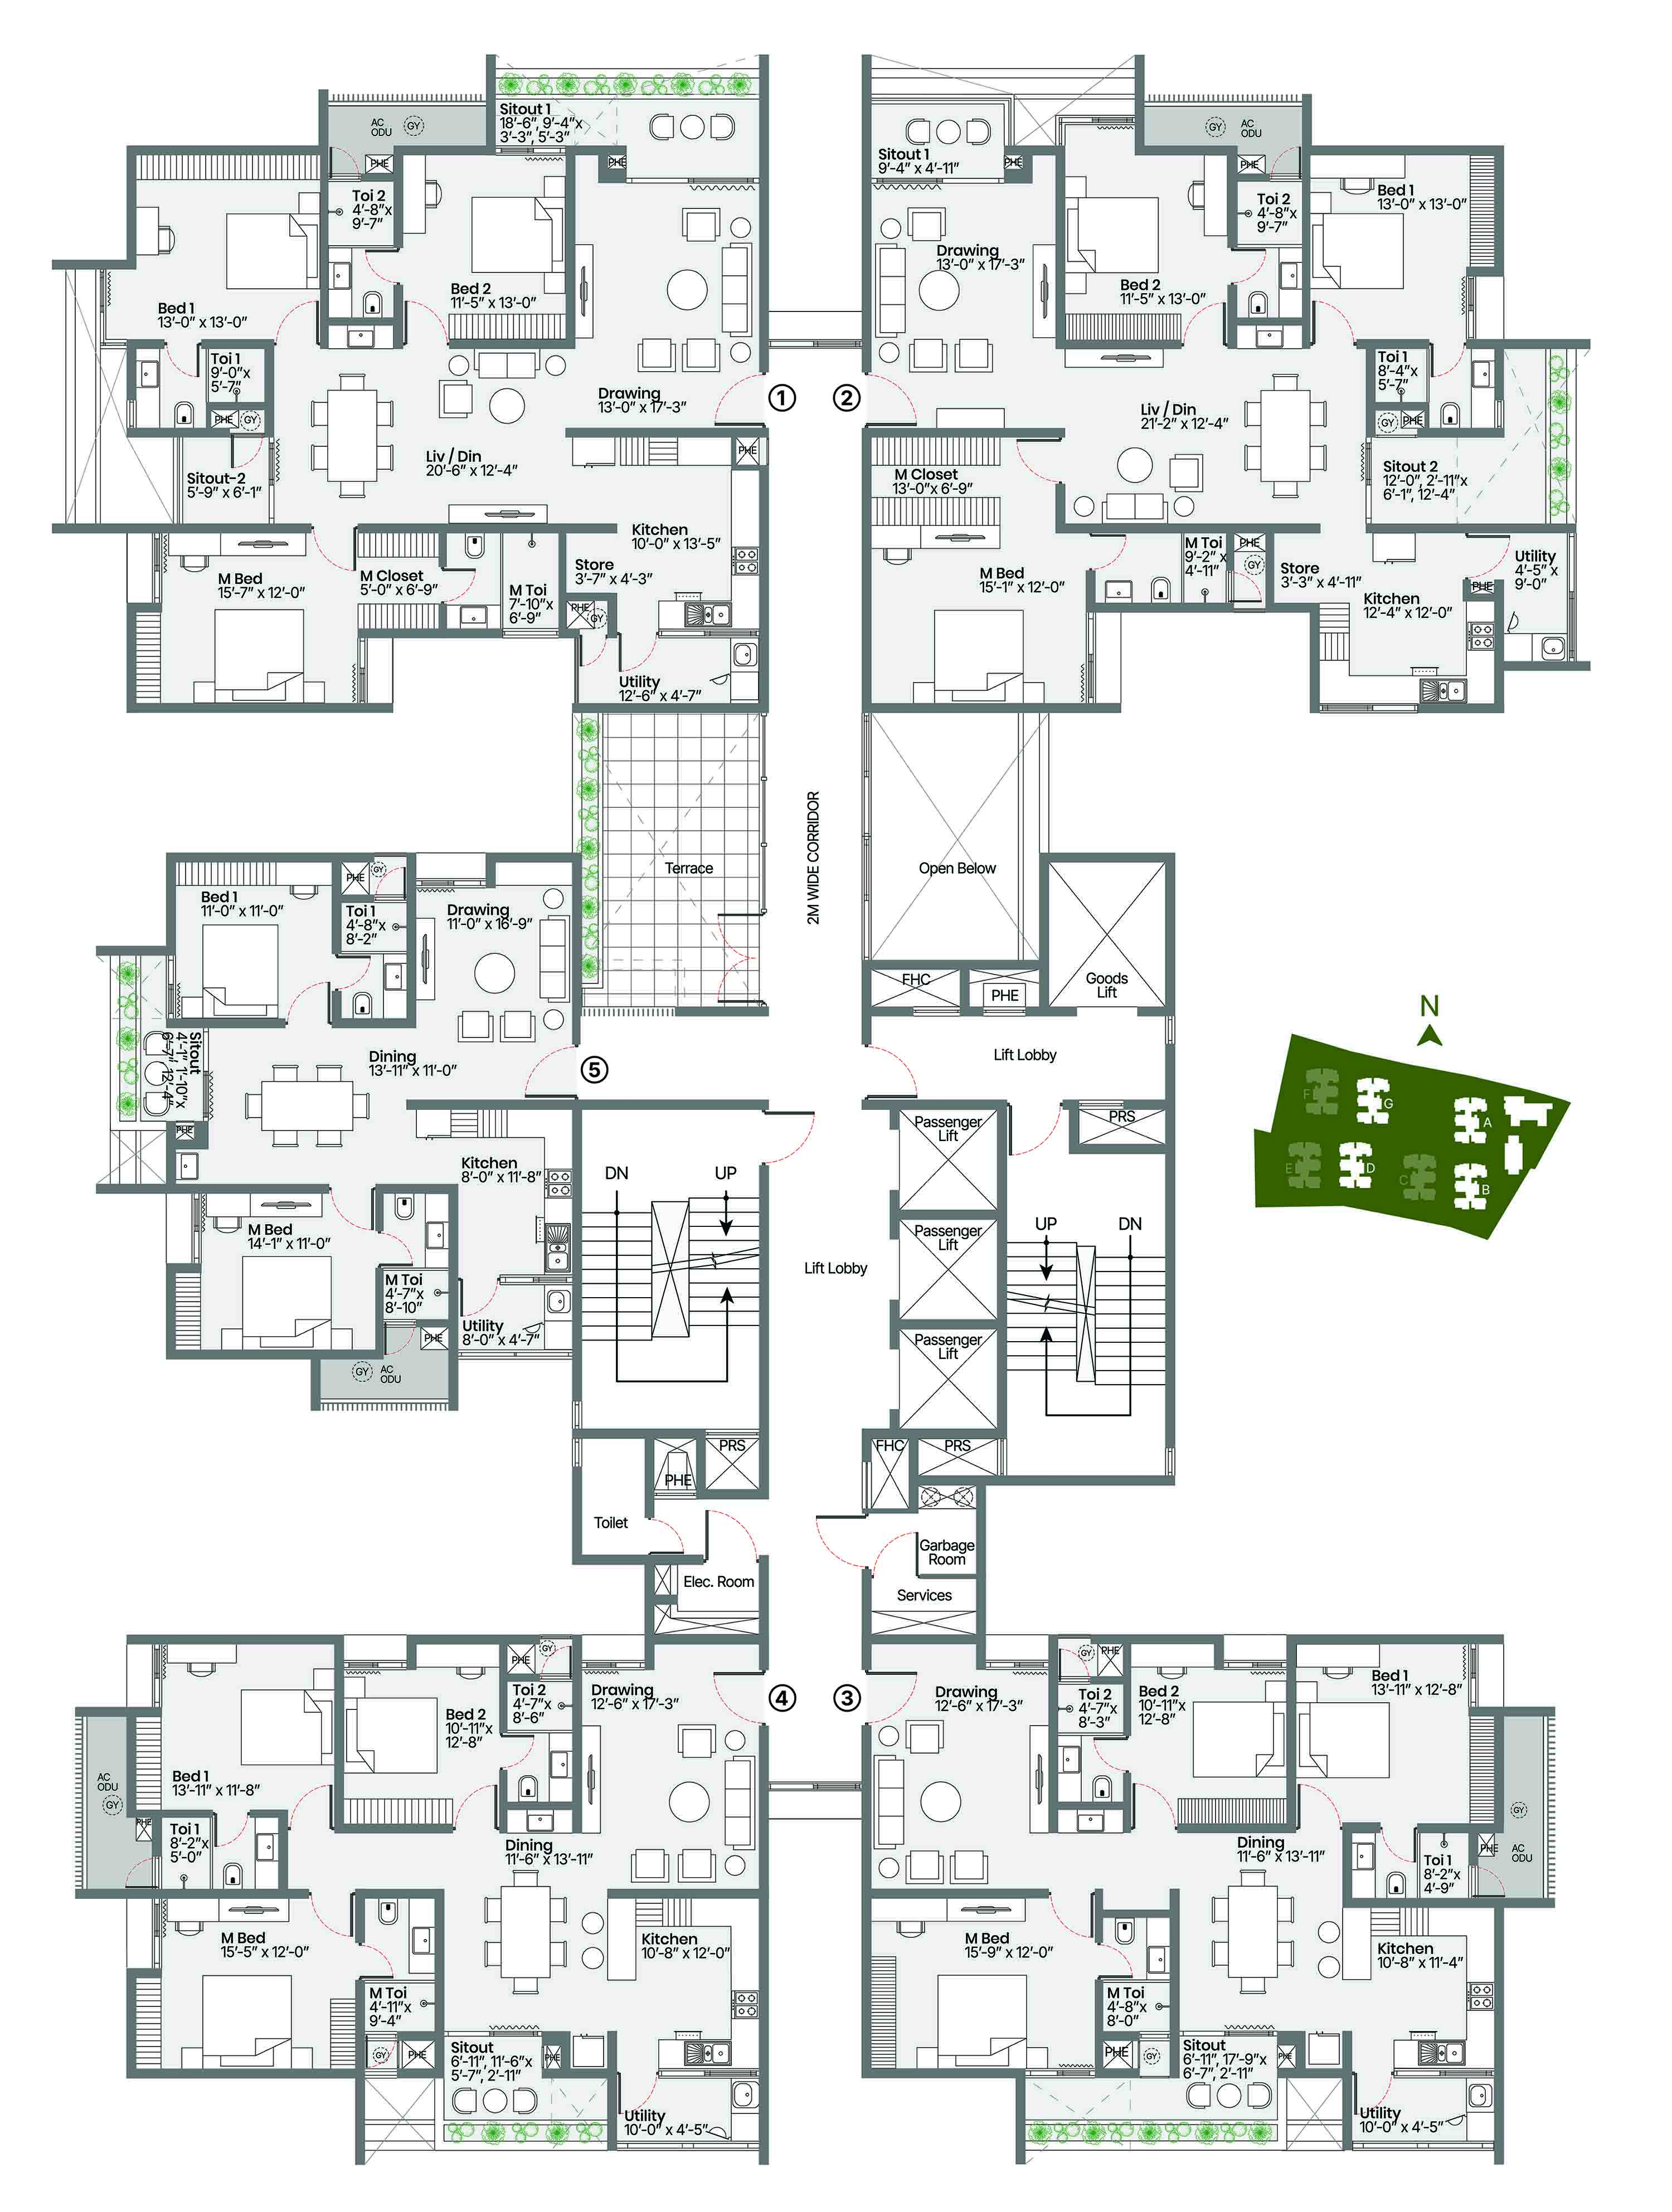 Sitout 1
18’-6”, 9’-4”x
3’-3”, 5’-3”
AC
ODU
GY
PHE
PHE
Toi 2
4’-8”x
9’-7”
Bed 2
11’-5” x 13’-0”
Bed 1
13’-0” x 13’-0”
Toi 1
9’-0”x
5’-7”
PHE
GY
Drawing
13’-0” x 17’-3”
1
Liv / Din
20’-6” x 12’-4”
Sitout-2
5’-9” x 6’-1”
PHE
Kitchen
10’-0” x 13’-5”
Store
3’-7” x 4’-3”
M Bed
15’-7” x 12’-0”
M Closet
5’-0” x 6’-9”
M Toi
7’-10”x
6’-9”
PHE
GY
Utility
12’-6” x 4’-7”
Sitout 1
9’-4” x 4’-11”
PHE
GY
AC
ODU
PHE
Toi 2
4’-8”x
9’-7”
Bed 1
13’-0” x 13’-0”
Drawing
13’-0” x 17’-3”
Bed 2
11’-5” x 13’-0”
Toi 1
8’-4”x
5’-7”
GY
PHE
2
Liv / Din
21’-2” x 12’-4”
M Closet
13’-0”x 6’-9”
Sitout 2
12’-0”, 2’-11”x
6’-1”, 12’-4”
M Bed
15’-1” x 12’-0”
M Toi
9’-2” x
4’-11”
PHE
GY
Store
3’-3” x 4’-11”
Utility
4’-5” x
9’-0”
PHE
Kitchen
12’-4” x 12’-0”
Terrace
2M WIDE CORRIDOR
Open Below
FHC
PHE
Goods
Lift
Lift Lobby
Bed 1
11’-0” x 11’-0”
PHE
GY
Toi 1
4’-8”x
8’-2”
Drawing
11’-0” x 16’-9”
Sitout
4’-1”, 1’-10”x
6’-7”, 12’-4”
PHE
Dining
13’-11” x 11’-0”
5
Kitchen
8’-0” x 11’-8”
M Bed
14’-1” x 11’-0”
M Toi
4’-7”x
8’-10”
Utility
8’-0” x 4’-7”
PHE
GY
AC
ODU
DN
UP
Lift Lobby
Passenger
Lift
Passenger
Lift
Passenger
Lift
PRS
UP
DN
N
F
G
A
E
D
C
B
PRS
PHE
Toilet
Elec. Room
FHC
PRS
Garbage
Room
Services
PHE
GY
Toi 2
4’-7”x
8’-6”
Drawing
12’-6” x 17’-3”
4
Bed 2
10’-11”x
12’-8”
Bed 1
13’-11” x 11’-8”
AC
ODU
GY
PHE
Toi 1
8’-2”x
5’-0”
Dining
11’-6” x 13’-11”
M Bed
15’-5” x 12’-0”
Kitchen
10’-8” x 12’-0”
M Toi
4’-11”x
9’-4”
GY
PHE
Sitout
6’-11”, 11’-6”x
5’-7”, 2’-11”
PHE
Utility
10’-0” x 4’-5”
3
Drawing
12’-6” x 17’-3”
GY
PHE
Toi 2
4’-7”x
8’-3”
Bed 2
10’-11”x
12’-8”
Bed 1
13’-11” x 12’-8”
GY
AC
ODU
PHE
Toi 1
8’-2”x
4’-9”
Dining
11’-6” x 13’-11”
M Bed
15’-9” x 12’-0”
Kitchen
10’-8” x 11’-4”
M Toi
4’-8”x
8’-0”
PHE
GY
Sitout
6’-11”, 17’-9”x
6’-7”, 2’-11”
PHE
Utility
10’-0” x 4’-5”